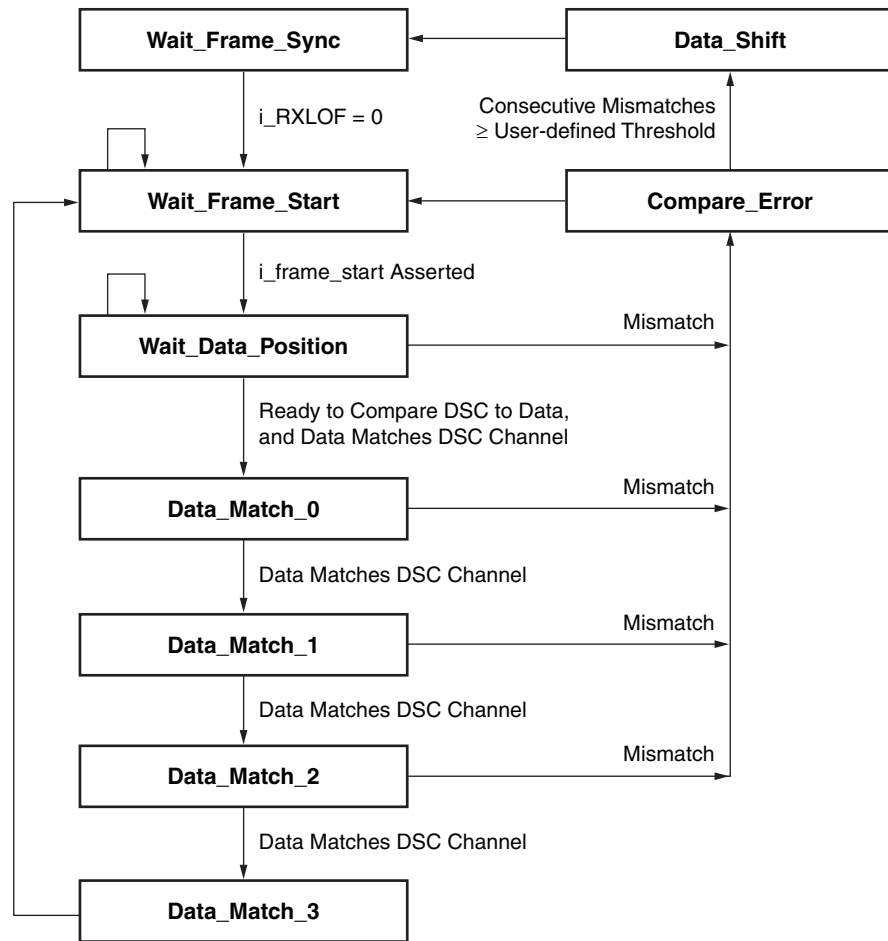 Wait_Frame_Sync
Data_Shift
i_RXLOF = 0
Consecutive Mismatches
≥ User-defined Threshold
Wait_Frame_Start
Compare_Error
i_frame_start Asserted
Wait_Data_Position
Mismatch
Ready to Compare DSC to Data,
and Data Matches DSC Channel
Data_Match_0
Mismatch
Data Matches DSC Channel
Data_Match_1
Mismatch
Data Matches DSC Channel
Data_Match_2
Mismatch
Data Matches DSC Channel
Data_Match_3